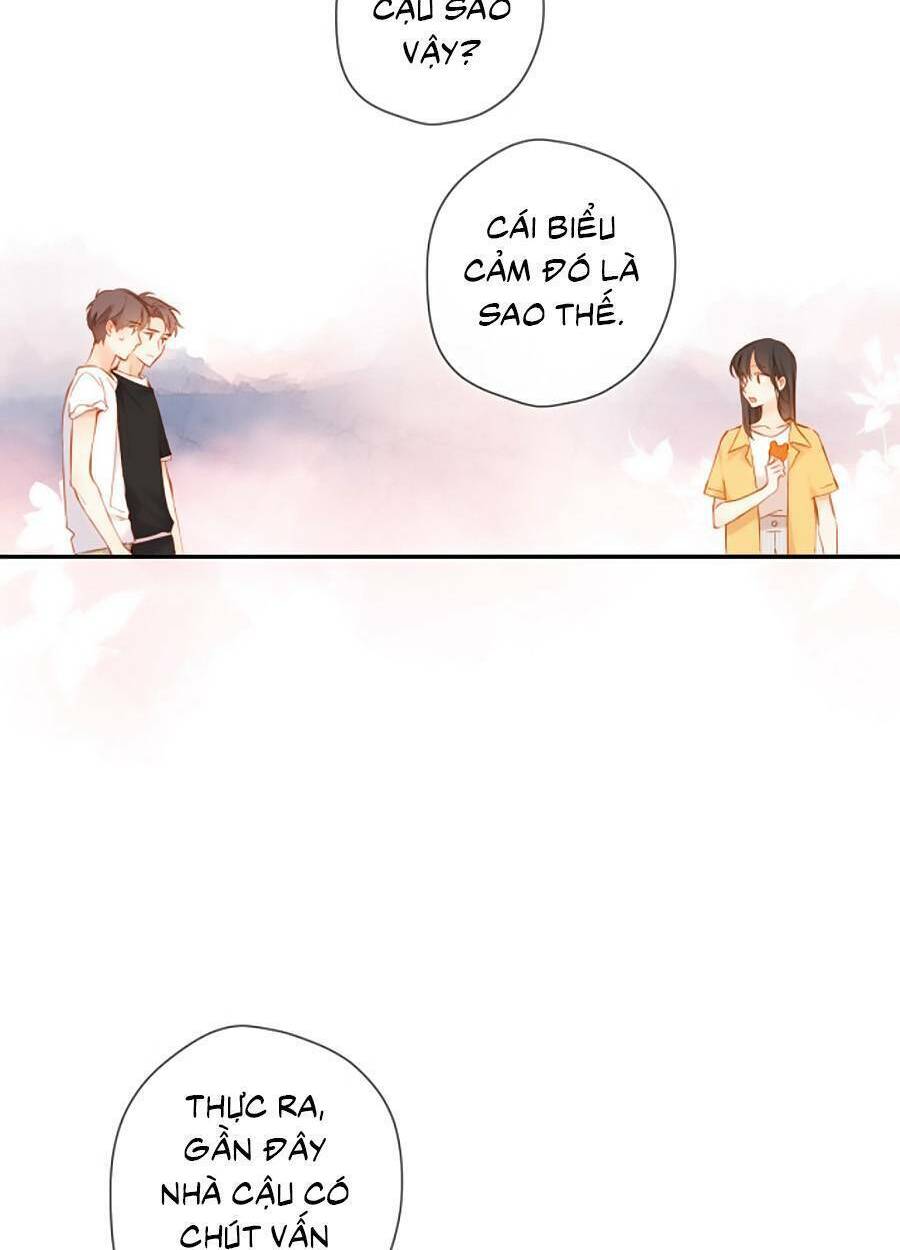 CẬU SAO
VẬY?
CÁI BIỂU
CẢM ĐÓ LÀ
SAO THẾ.
THỰC RA,
GẦN ĐÂY
NHÀ CẬU CÓ
CHÚT VẤN